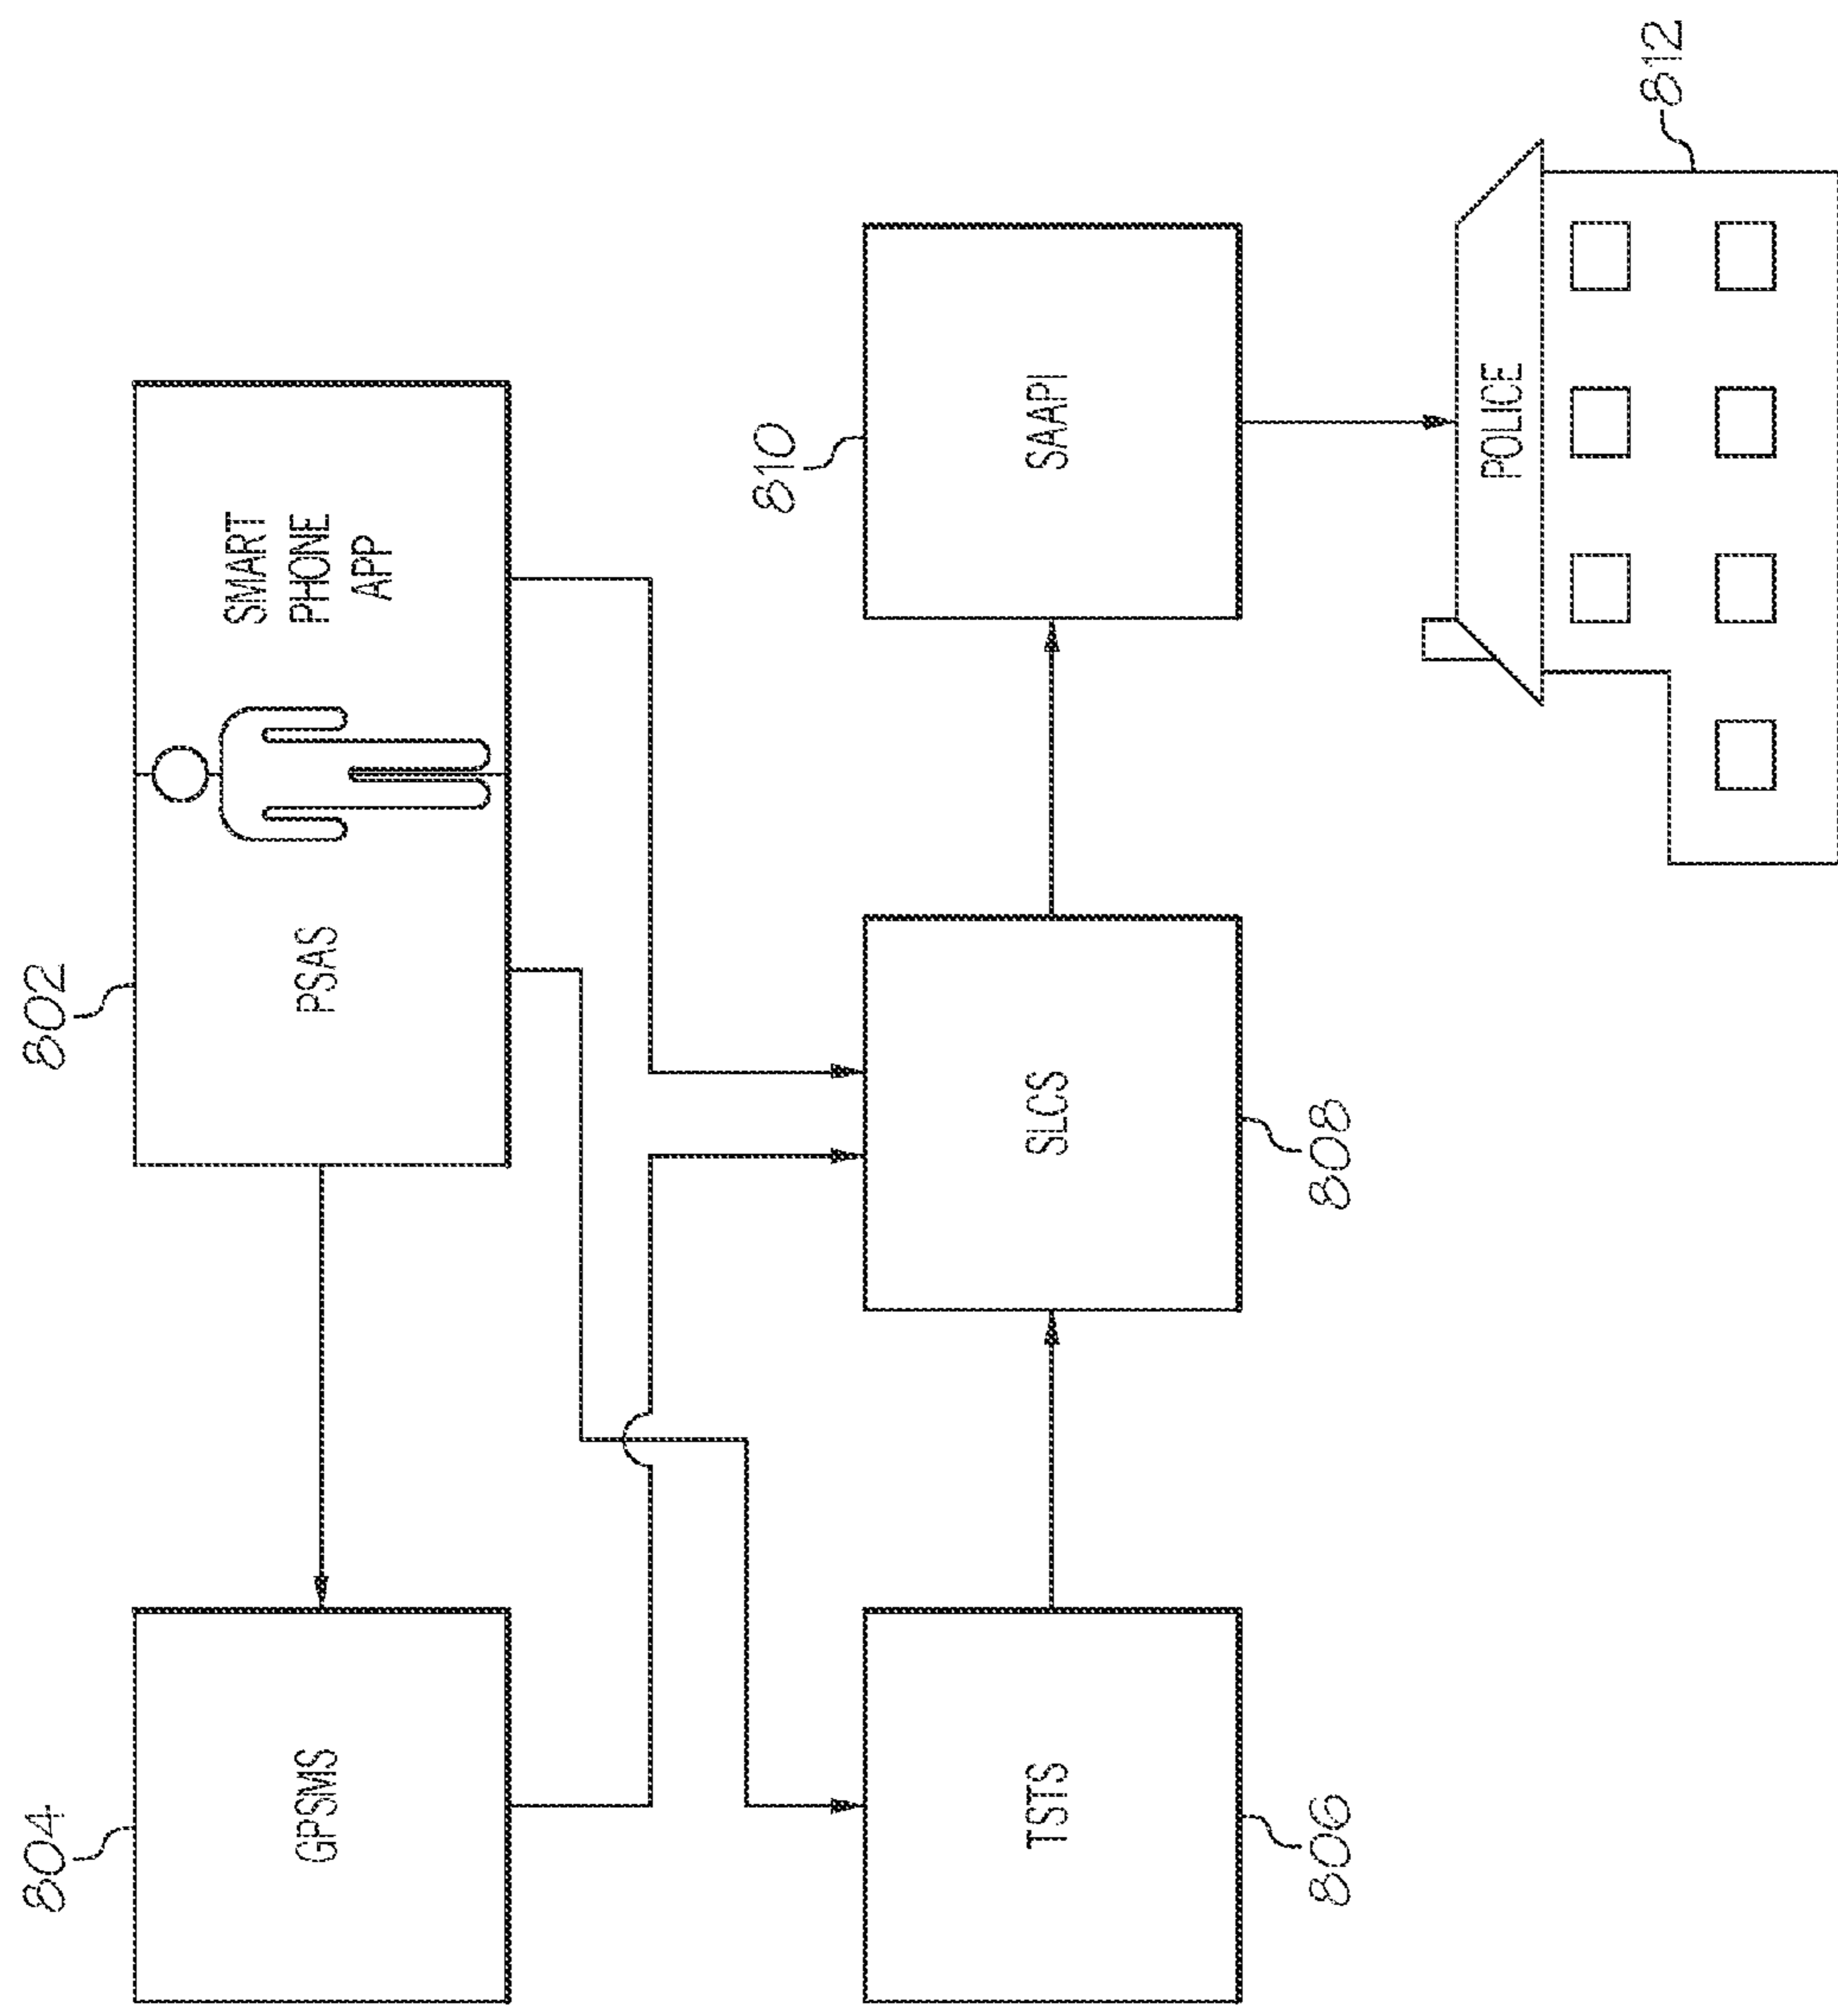 804
802
GPSMS
PSAS
SMART
PHONE
APP
810
TSTS
SLCS
SAAPI
806
808
POLICE
812